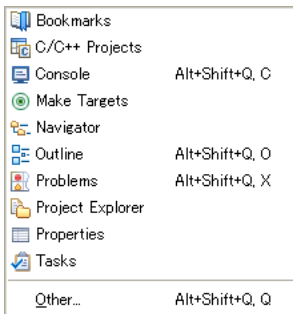 Bookmarks
C/C++ Projects
Console Alt+Shift+Q, C
Make Targets
Navigator
Outline Alt+Shift+Q, O
Problems Alt+Shift+Q, X
Project Explorer
Properties
Tasks
Other... Alt+Shift+Q, Q